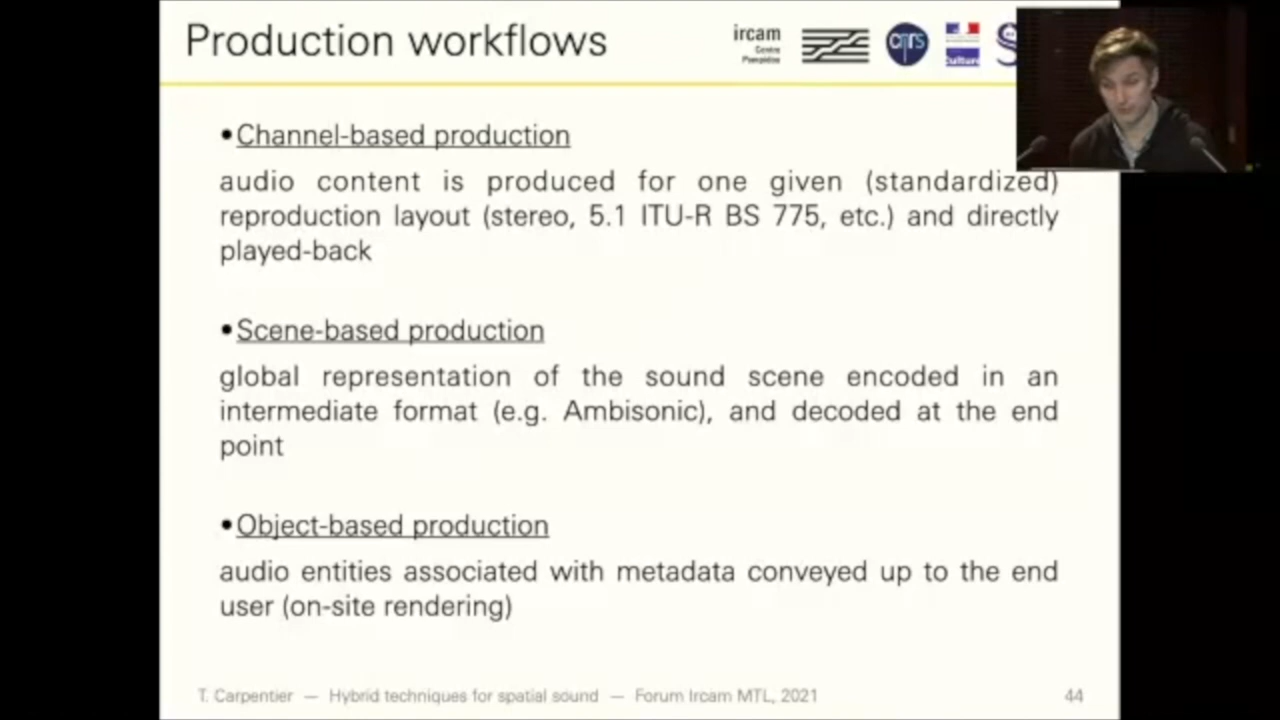 Production workflows
ircam
Centre
Pompidou
cnrs
Culture
S
•Channel-based production
audio content is produced for one given (standardized)
reproduction layout (stereo, 5.1 ITU-R BS 775, etc.) and directly
played-back
•Scene-based production
global representation of the sound scene encoded in an
intermediate format (e.g. Ambisonic), and decoded at the end
point
•Object-based production
audio entities associated with metadata conveyed up to the end
user (on-site rendering)
T. Carpentier — Hybrid techniques for spatial sound — Forum Ircam MTL, 2021
44